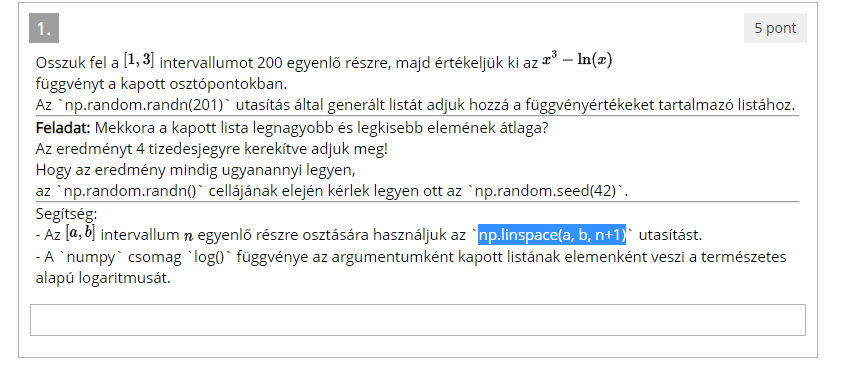 1.
5 pont
Osszuk fel a [1, 3] intervallumot 200 egyenlő részre, majd értékeljük ki az x³ − ln(x)
függvényt a kapott osztópontokban.
Az `np.random.randn(201)` utasítás által generált listát adjuk hozzá a függvényértékeket tartalmazó listához.
Feladat: Mekkora a kapott lista legnagyobb és legkisebb elemének átlaga?
Az eredményt 4 tizedesjegyre kerekítve adjuk meg!
Hogy az eredmény mindig ugyanannyi legyen,
az `np.random.randn()` cellájának elején kérlek legyen ott az `np.random.seed(42)`.
Segítség:
- Az [a, b] intervallum n egyenlő részre osztására használjuk az `np.linspace(a, b, n+1)` utasítást.
- A `numpy` csomag `log()` függvénye az argumentumként kapott listának elemenként veszi a természetes
alapú logaritmusát.